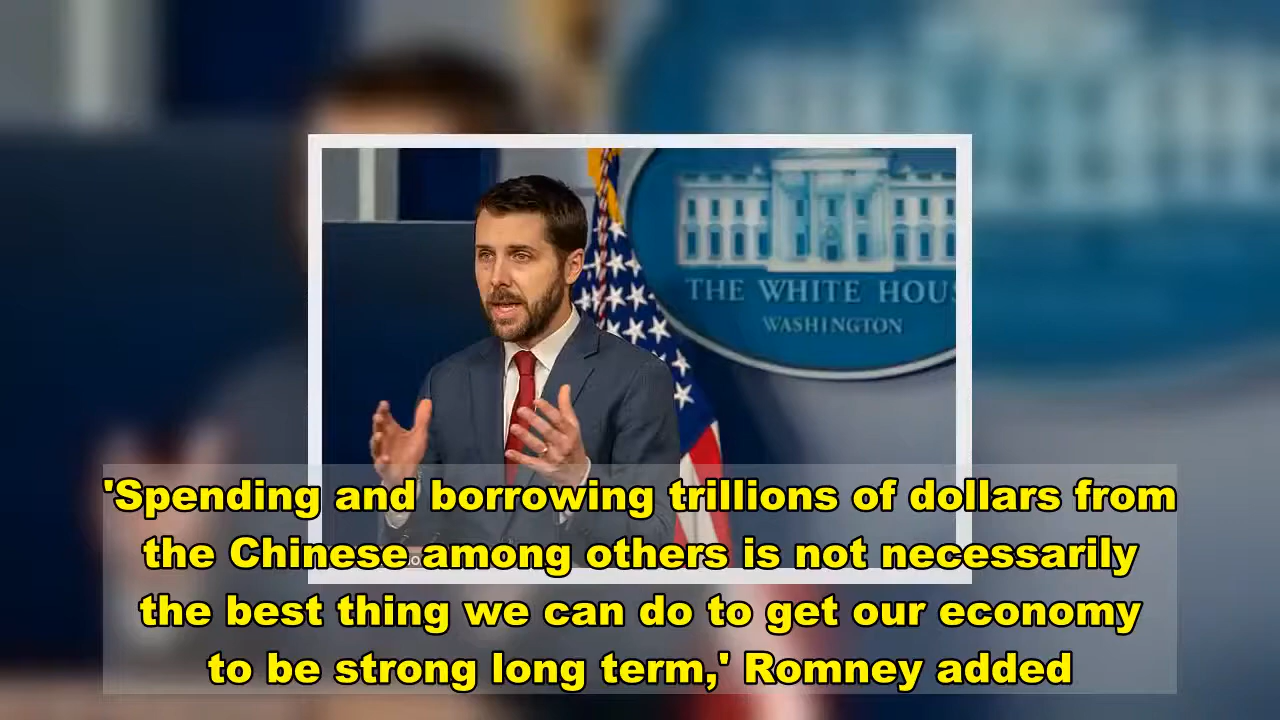 THE WHITE HOUS
WASHINGTON
'Spending and borrowing trillions of dollars from
the Chinese among others is not necessarily
the best thing we can do to get our economy
to be strong long term,' Romney added